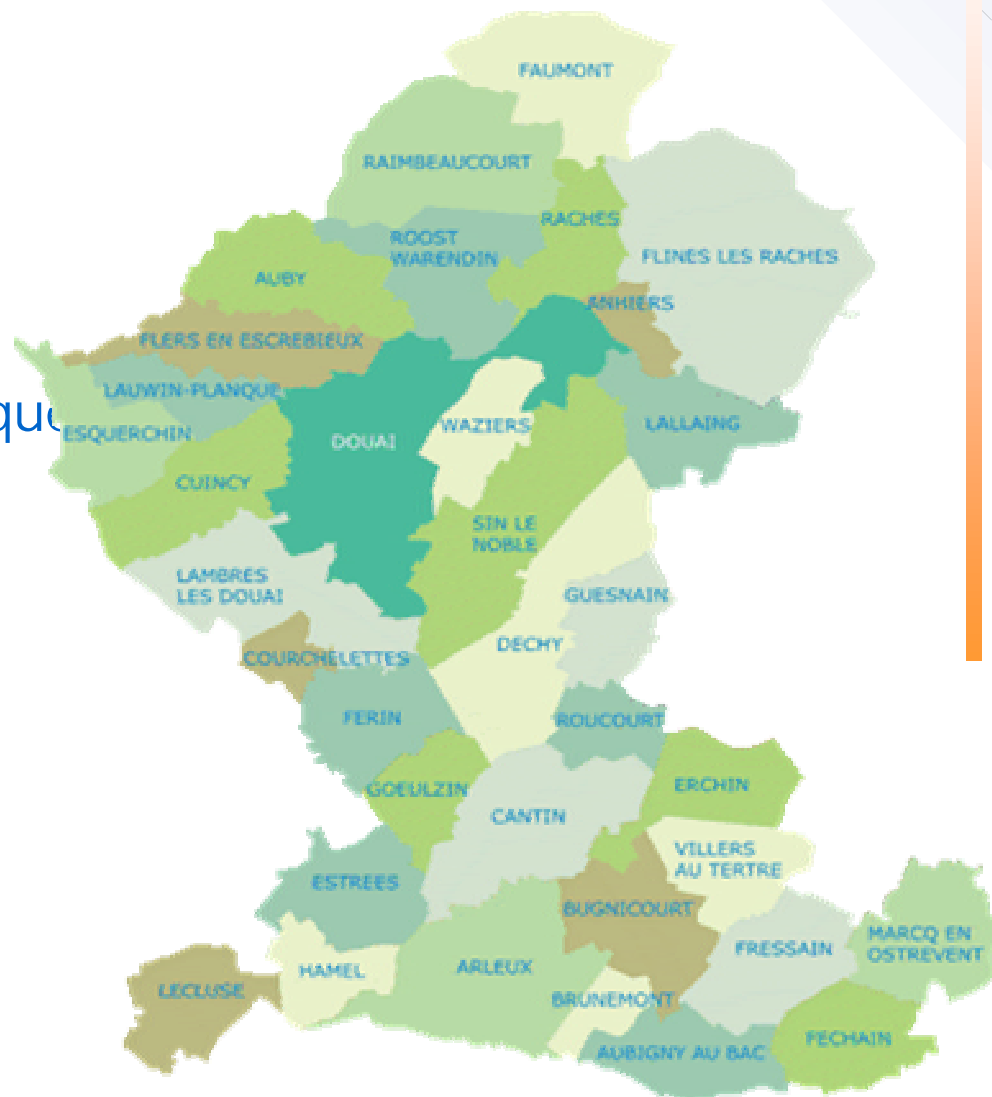 FAUMONT
RAIMBEAUCOURT
RACHES
ROOST
WARENDIN
FLINES LES RACHES
AUBY
ANHIERS
FLERS EN ESCREBIEUX
LAUWIN-PLANQUE
ESQUERCHIN
DOUAI
WAZIERS
LALLAING
CUINCY
SIN LE
NOBLE
LAMBRES
LES DOUAI
GUESNAIN
DECHY
COURCHELETTES
FERIN
ROUCOURT
GOEULZIN
ERCHIN
CANTIN
VILLERS
AU TERTRE
ESTREES
BUGNICOURT
MARCQ EN
OSTREVENT
FRESSAIN
HAMEL
ARLEUX
LECLUSE
BRUNEMONT
FECHAIN
AUBIGNY AU BAC